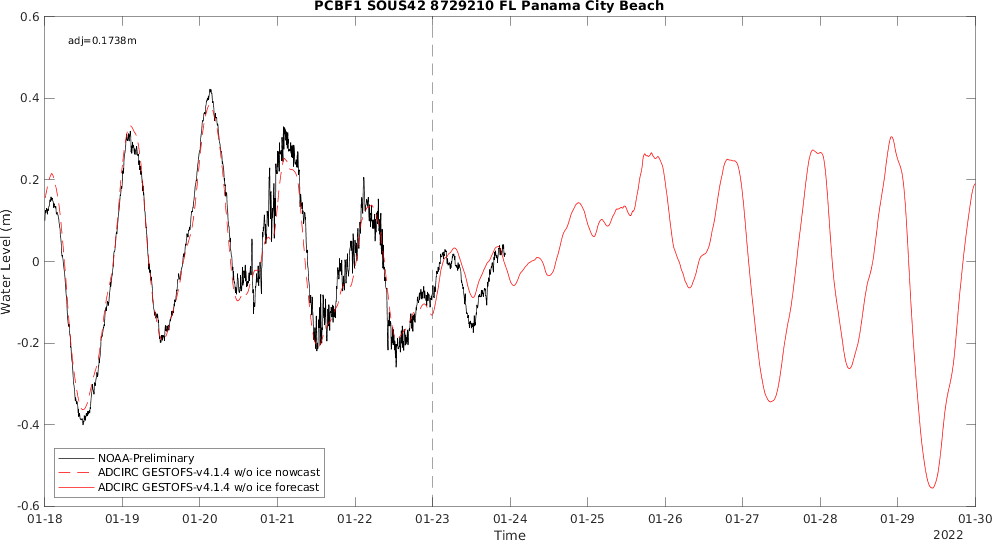 PCBF1 SOUS42 8729210 FL Panama City Beach
adj=0.1738m
Water Level (m)
0.6
0.4
0.2
0
-0.2
-0.4
-0.6
NOAA-Preliminary
ADCIRC GESTOFS-v4.1.4 w/o ice nowcast
ADCIRC GESTOFS-v4.1.4 w/o ice forecast
01-18 01-19 01-20 01-21 01-22 01-23 01-24 01-25 01-26 01-27 01-28 01-29 01-30
Time
2022